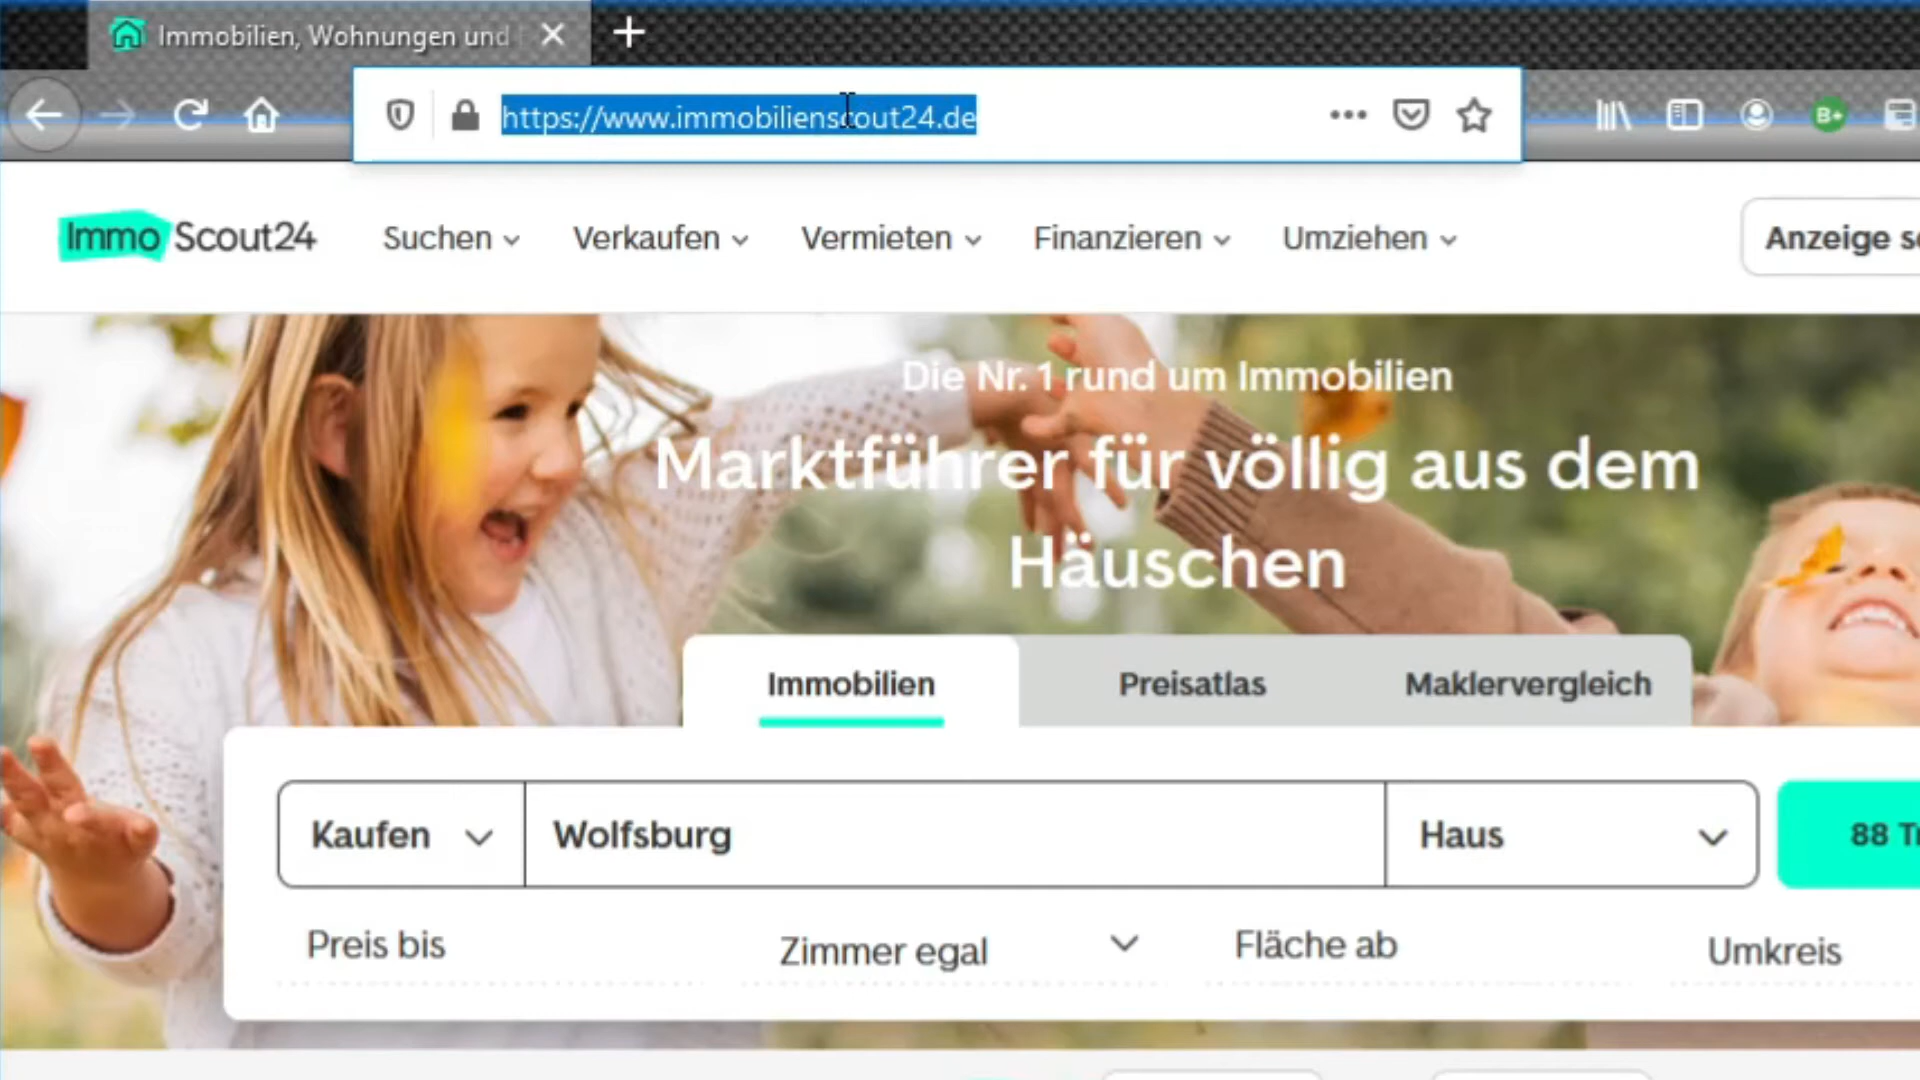 Immobilien, Wohnungen und
https://www.immobilienscout24.de
B+
ImmoScout24
Suchen
Verkaufen
Vermieten
Finanzieren
Umziehen
Anzeige
Die Nr. 1 rund um Immobilien
Marktführer für völlig aus dem
Häuschen
Immobilien
Preisatlas
Maklervergleich
Kaufen
Wolfsburg
Haus
88
Preis bis
Zimmer egal
Fläche ab
Umkreis